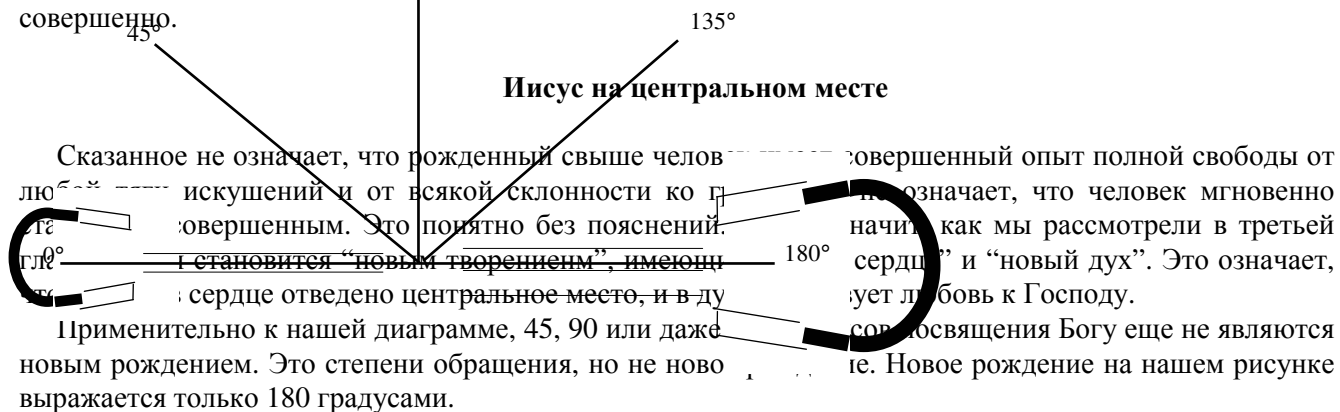 совершенно.
45° 135°
Иисус на центральном месте
Сказанное не означает, что рожденный свыше совершенный опыт полной свободы от
искушений и от всякой склонности ко означает, что человек мгновенно
совершенным. Это понятно без пояснений. как мы рассмотрели в третьей
0° становится “новым творениенм”, 180° “новый дух”. Это означает,
сердце отведено центральное место, и в любовь к Господу.
Применительно к нашей диаграмме, 45, 90 или даже посвящения Богу еще не являются
новым рождением. Это степени обращения, но не Новое рождение на нашем рисунке
выражается только 180 градусами.